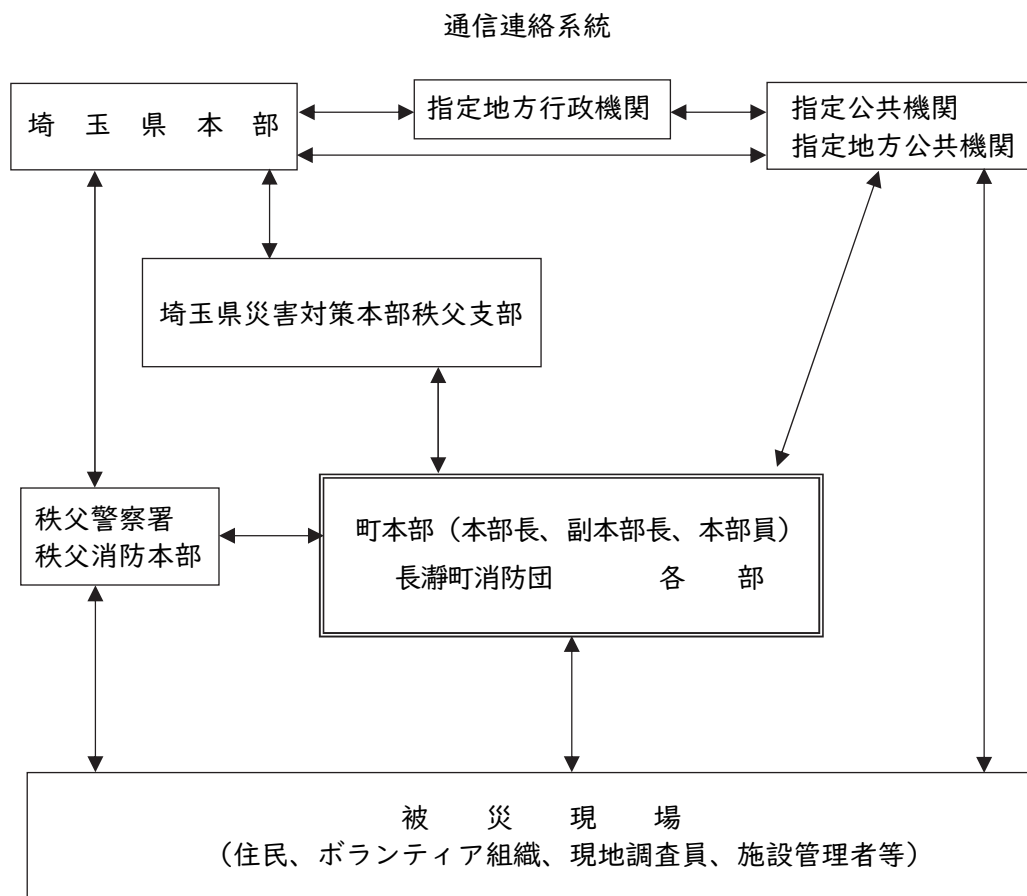 通信連絡系統
埼玉県本部
指定地方行政機関
指定公共機関
指定地方公共機関
埼玉県災害対策本部秩父支部
秩父警察署
秩父消防本部
町本部（本部長、副本部長、本部員）
長瀞町消防団　各部
被災現場
（住民、ボランティア組織、現地調査員、施設管理者等）